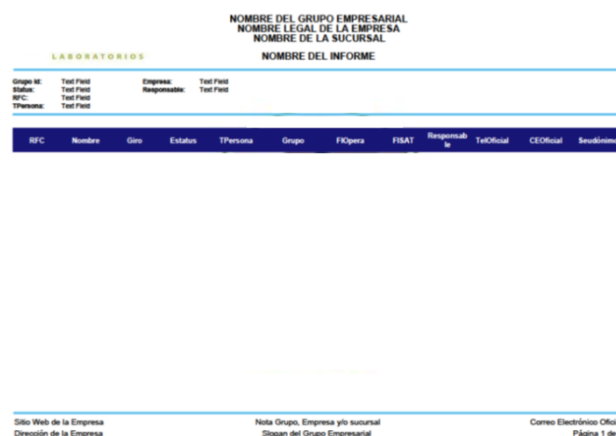 NOMBRE DEL GRUPO EMPRESARIAL
NOMBRE LEGAL DE LA EMPRESA
NOMBRE DE LA SUCURSAL
LABORATORIOS NOMBRE DEL INFORME
Grupo Id: Text Field Empresa: Text Field
Status: Text Field Responsable: Text Field
RFC: Text Field
TPersona: Text Field
RFC Nombre Giro Estatus TPersona Grupo FIOpera FISAT Responsab TelOficial CEOficial Seudónimo
le
Sitio Web de la Empresa Nota Grupo, Empresa y/o sucursal Correo Electrónico Ofic
Dirección de la Empresa Slogan del Grupo Empresarial Página 1 de